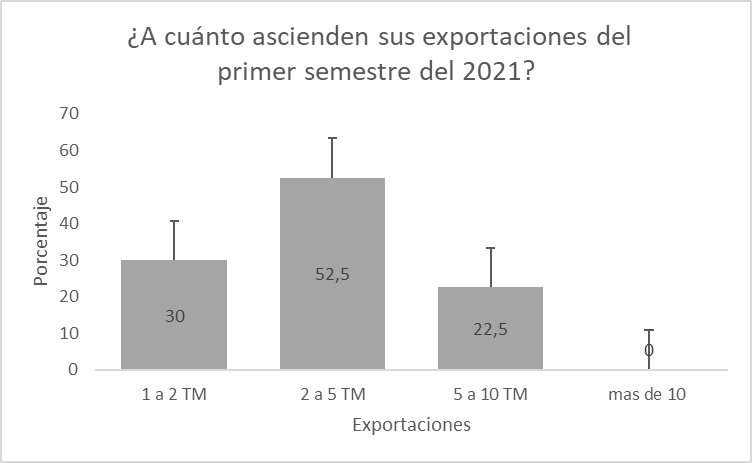 ¿A cuánto ascienden sus exportaciones del
primer semestre del 2021?
Porcentaje
70
60
50
40
30
20
10
0
30
52,5
22,5
0
1 a 2 TM
2 a 5 TM
5 a 10 TM
mas de 10
Exportaciones